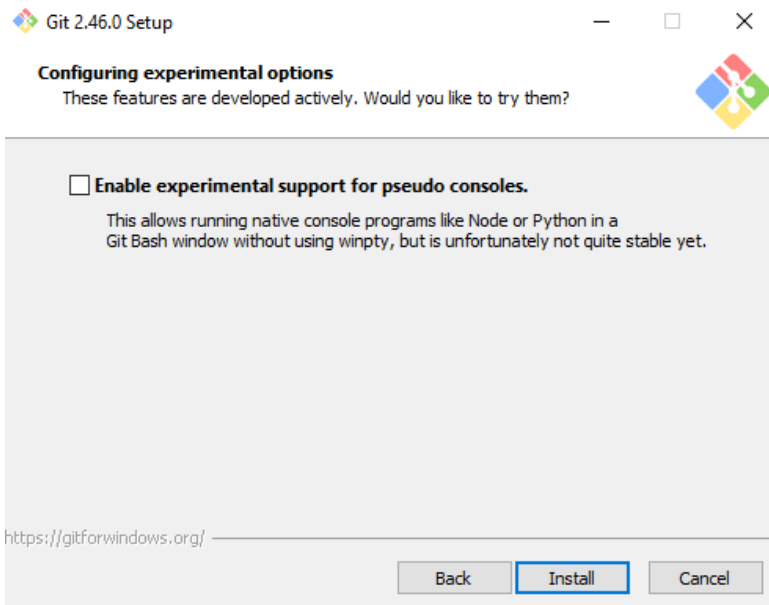 Git 2.46.0 Setup
Configuring experimental options
These features are developed actively. Would you like to try them?
Enable experimental support for pseudo consoles.
This allows running native console programs like Node or Python in a
Git Bash window without using winpty, but is unfortunately not quite stable yet.
https://gitforwindows.org/
Back Install Cancel